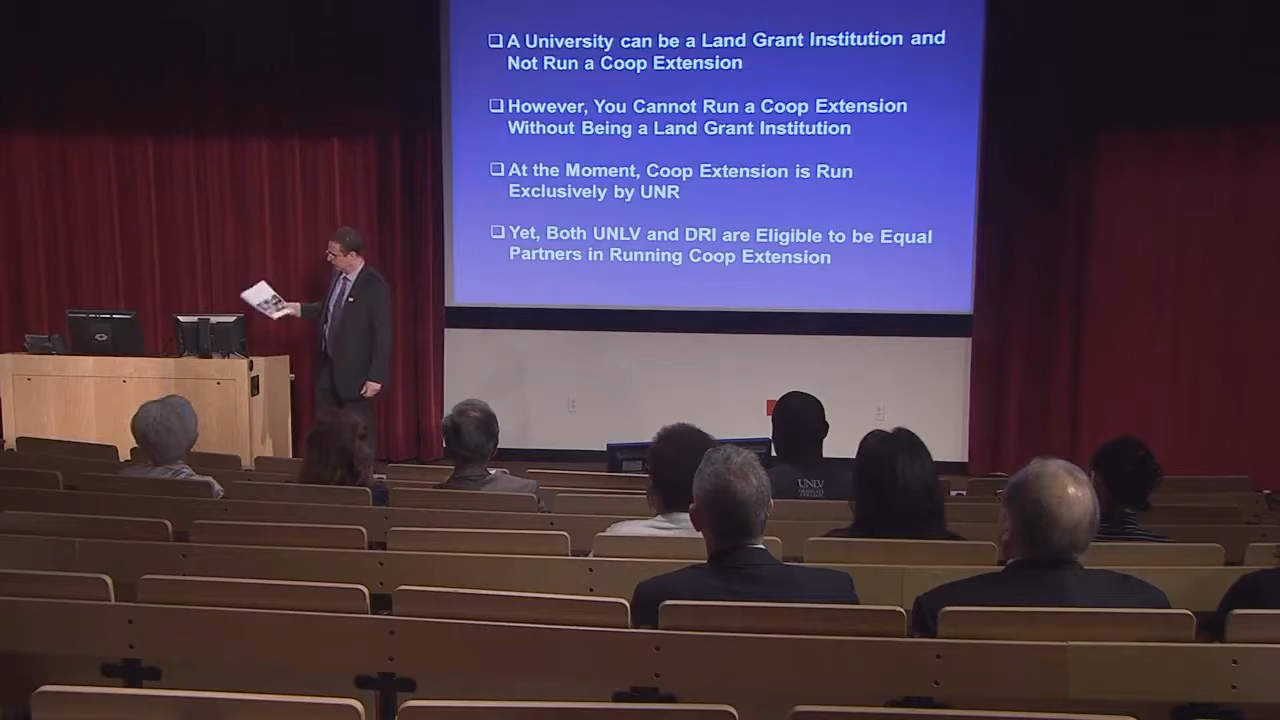 A University can be a Land Grant Institution and
Not Run a Coop Extension
However, You Cannot Run a Coop Extension
Without Being a Land Grant Institution
At the Moment, Coop Extension is Run
Exclusively by UNR
Yet, Both UNLV and DRI are Eligible to be Equal
Partners in Running Coop Extension
UNLV
GRADUATE
COLLEGE